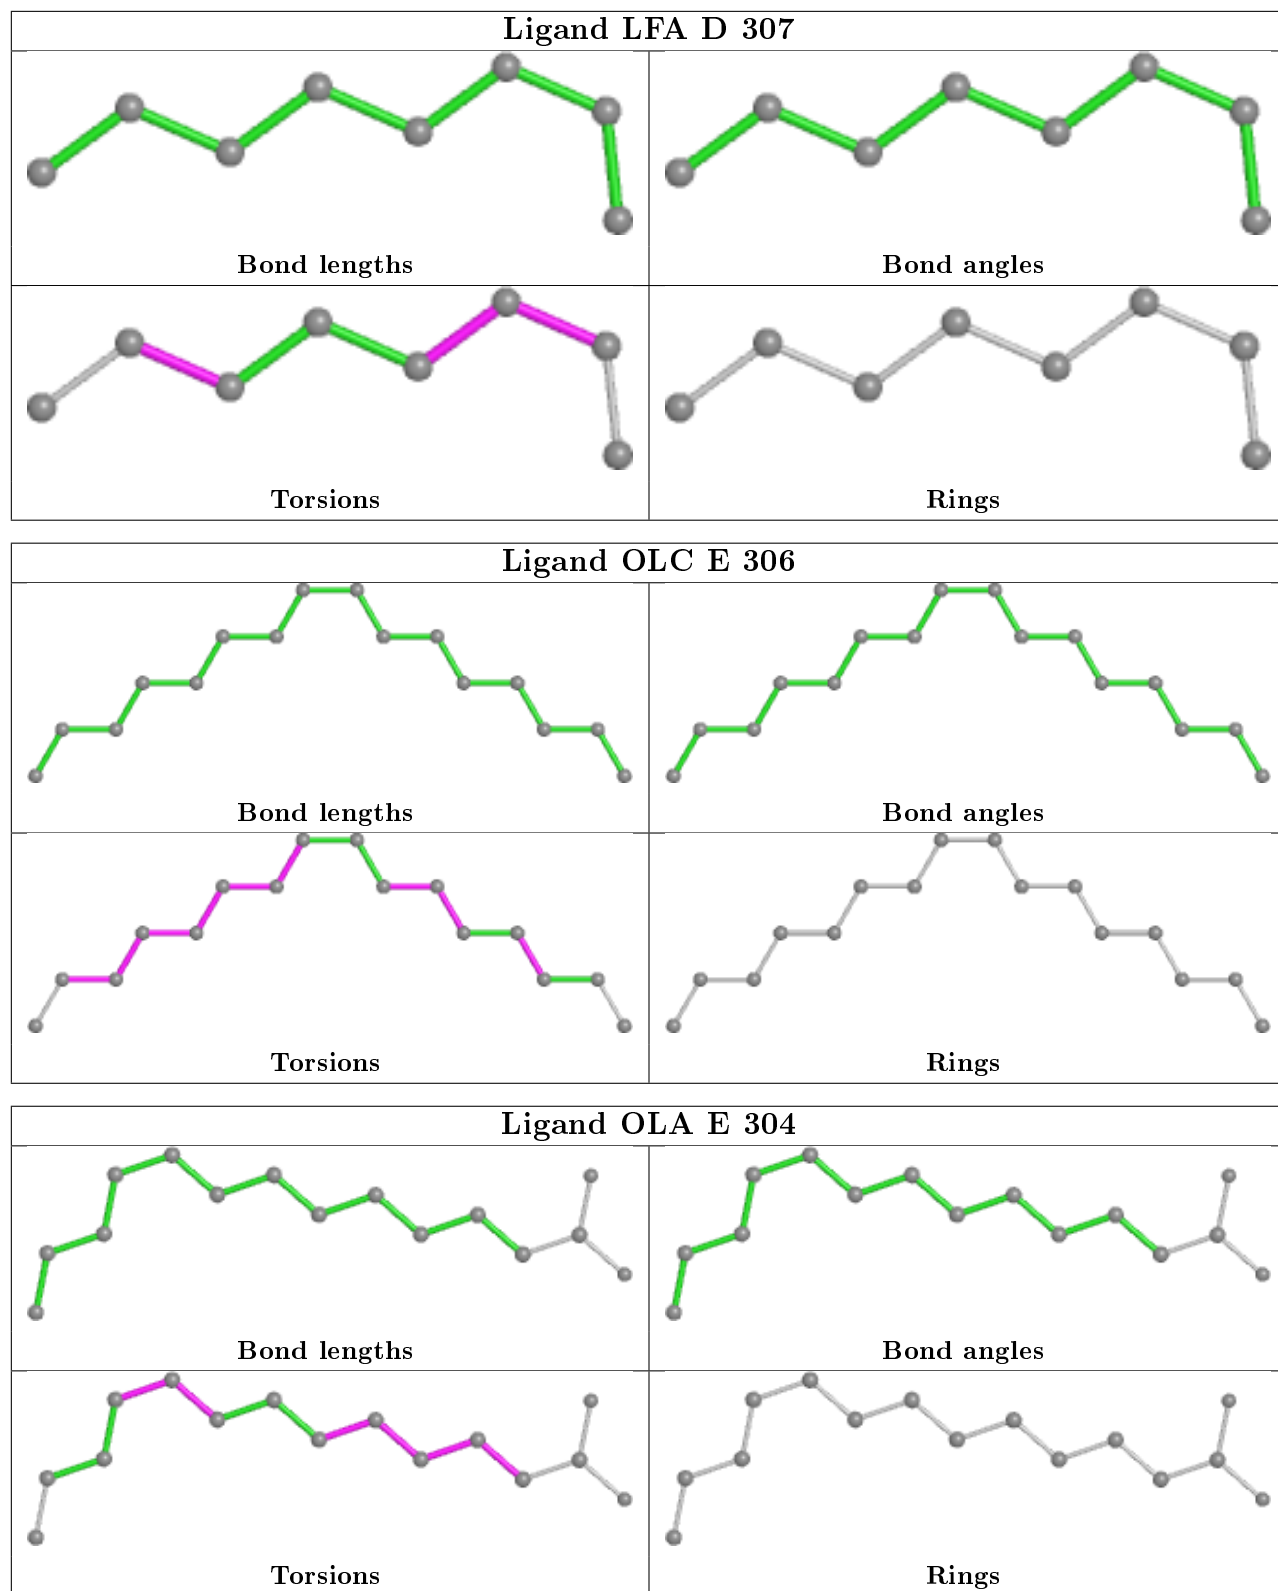 Ligand LFA D 307
Bond lengths
Bond angles
Torsions
Rings
Ligand OLC E 306
Bond lengths
Bond angles
Torsions
Rings
Ligand OLA E 304
Bond lengths
Bond angles
Torsions
Rings